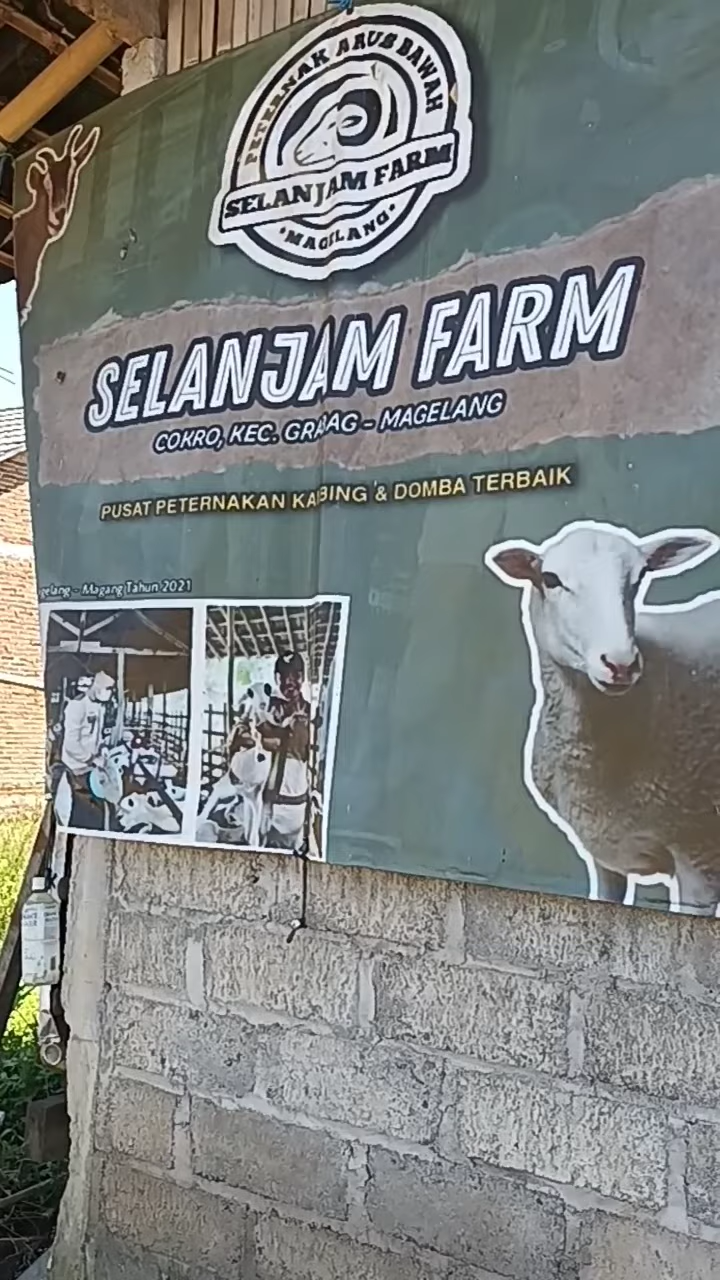 PETERNAK ARUS BAWAH
SELANJAM FARM
•MAGELANG•
SELANJAM FARM
COKRO, KEC. GRABAG - MAGELANG
PUSAT PETERNAKAN KAMBING & DOMBA TERBAIK
gelang - Magang Tahun 2021